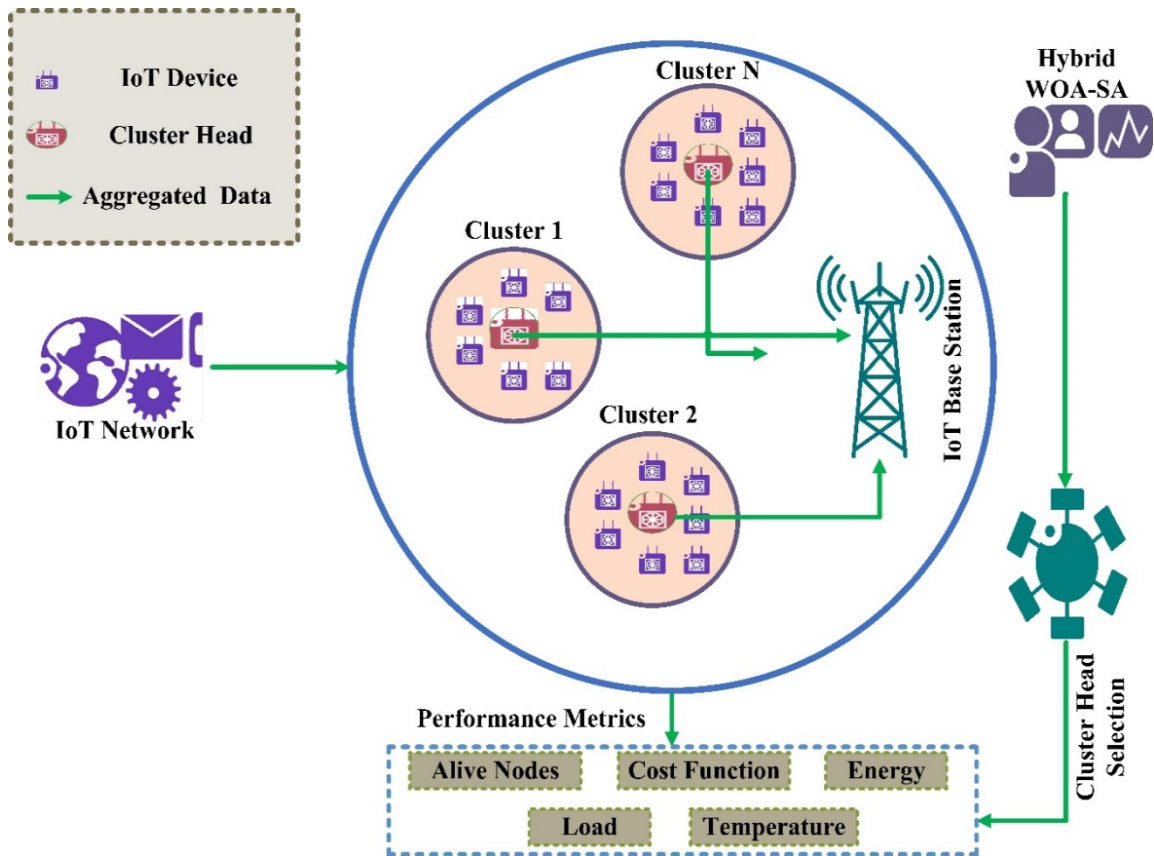 IoT Device
Cluster Head
Aggregated Data
Cluster N
Hybrid
WOA-SA
Cluster 1
IoT Base Station
IoT Network
Cluster 2
Cluster Head
Selection
Performance Metrics
Alive Nodes
Cost Function
Energy
Load
Temperature